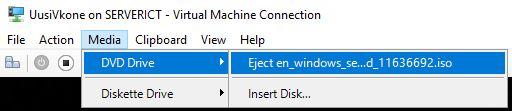 UusiVkone on SERVERICT - Virtual Machine Connection
File Action Media Clipboard View Help
DVD Drive Eject en_windows_se...d_11636692.iso
Diskette Drive Insert Disk...